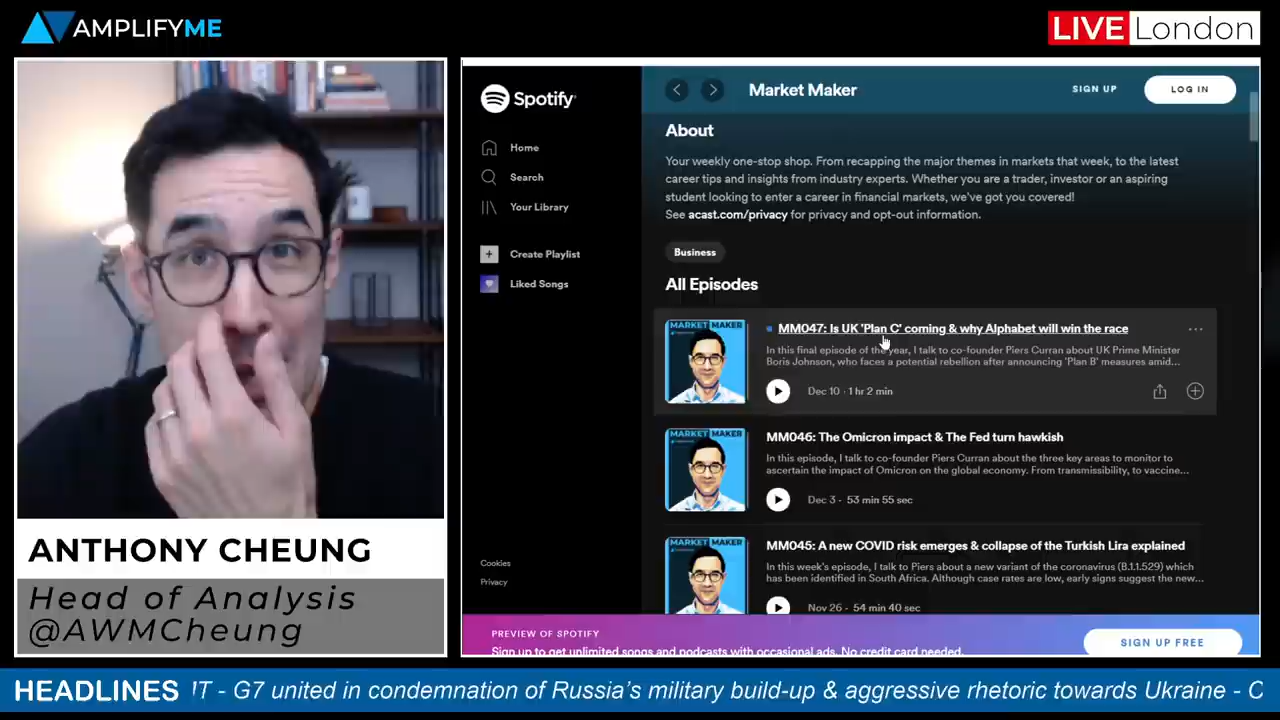 AMPLIFYME
LIVE London
Spotify
Home
Search
Your Library
Create Playlist
Liked Songs
Cookies
Privacy
Market Maker
SIGN UP
LOG IN
About
Your weekly one-stop shop. From recapping the major themes in markets that week, to the latest
career tips and insights from industry experts. Whether you are a trader, investor or an aspiring
student looking to enter a career in financial markets, we've got you covered!
See acast.com/privacy for privacy and opt-out information.
Business
All Episodes
MARKET MAKER
MM047: Is UK 'Plan C' coming & why Alphabet will win the race
In this final episode of the year, I talk to co-founder Piers Curran about UK Prime Minister
Boris Johnson, who faces a potential rebellion after announcing 'Plan B' measures amid...
Dec 10 · 1 hr 2 min
MARKET MAKER
MM046: The Omicron impact & The Fed turn hawkish
In this episode, I talk to co-founder Piers Curran about the three key areas to monitor to
ascertain the impact of Omicron on the global economy. From transmissibility, to vaccine...
Dec 3 · 53 min 55 sec
MARKET MAKER
MM045: A new COVID risk emerges & collapse of the Turkish Lira explained
In this week's episode, I talk to Piers about a new variant of the coronavirus (B.1.1.529) which
has been identified in South Africa. Although case rates are low, early signs suggest the new...
Nov 26 · 54 min 40 sec
PREVIEW OF SPOTIFY
Sign up to get unlimited songs and podcasts with occasional ads. No credit card needed.
SIGN UP FREE
ANTHONY CHEUNG
Head of Analysis
@AWMCheung
HEADLINES IT - G7 united in condemnation of Russia's military build-up & aggressive rhetoric towards Ukraine - C